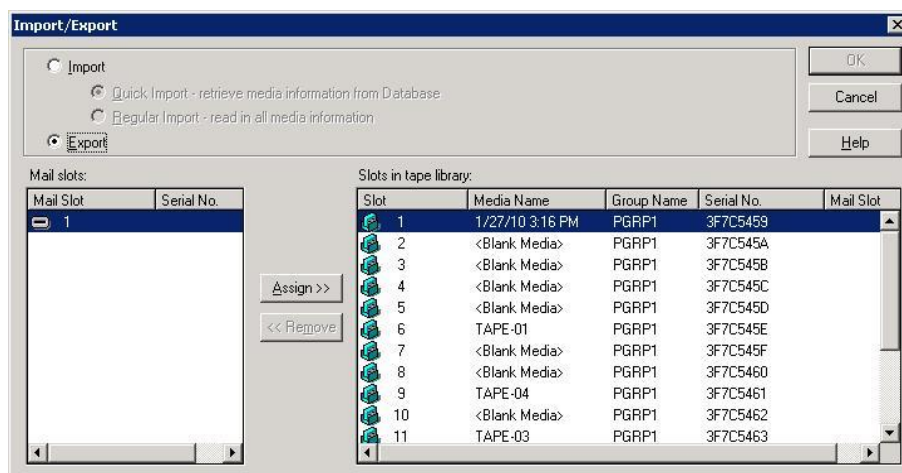 Import/Export
Import
Quick Import - retrieve media information from Database
Regular Import - read in all media information
Export
OK
Cancel
Help
Mail slots:
Mail Slot Serial No.
1
Assign >>
<< Remove
Slots in tape library:
Slot Media Name Group Name Serial No. Mail Slot
1 1/27/10 3:16 PM PGRP1 3F7C5459
2 <Blank Media> PGRP1 3F7C545A
3 <Blank Media> PGRP1 3F7C545B
4 <Blank Media> PGRP1 3F7C545C
5 <Blank Media> PGRP1 3F7C545D
6 TAPE-01 PGRP1 3F7C545E
7 <Blank Media> PGRP1 3F7C545F
8 <Blank Media> PGRP1 3F7C5460
9 TAPE-04 PGRP1 3F7C5461
10 <Blank Media> PGRP1 3F7C5462
11 TAPE-03 PGRP1 3F7C5463